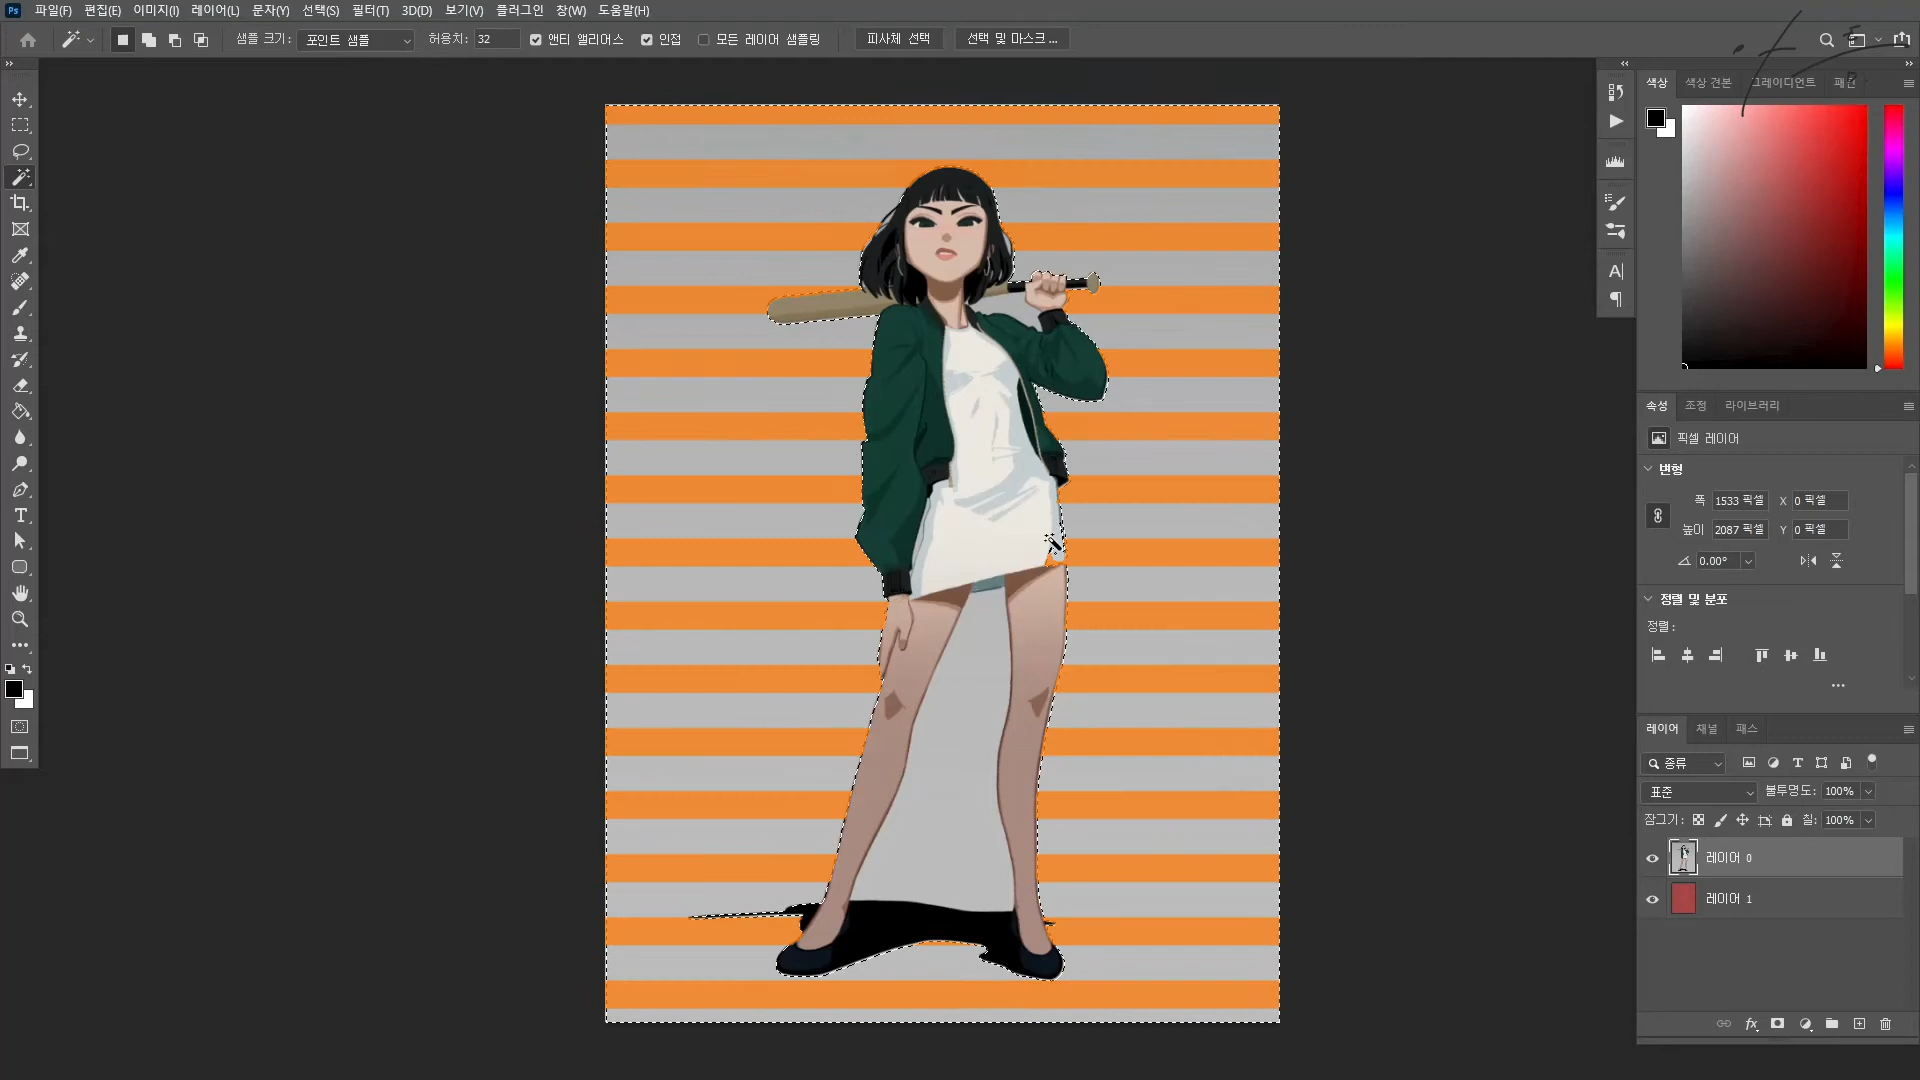 Ps 파일(F) 편집(E) 이미지(I) 레이어(L) 문자(Y) 선택(S) 필터(T) 3D(D) 보기(V) 플러그인 창(W) 도움말(H)
샘플 크기: 포인트 샘플 허용치: 32 앤티 앨리어스 인접 모든 레이어 샘플링 피사체 선택 선택 및 마스크...
색상 색상 견본 그레이디언트 패턴
속성 조정 라이브러리
픽셀 레이어
변형
폭 1533 픽셀 X 0 픽셀
높이 2087 픽셀 Y 0 픽셀
0.00°
정렬 및 분포
정렬:
레이어 채널 패스
종류
표준 불투명도: 100%
잠그기: 칠: 100%
레이어 0
레이어 1
fx